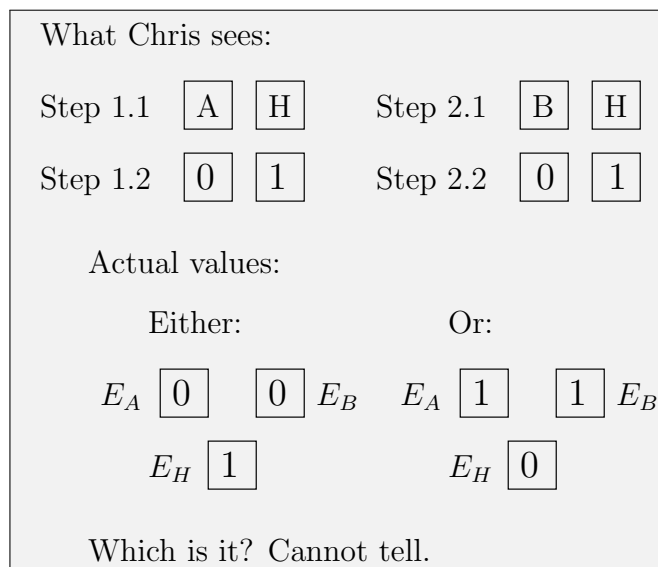 What Chris sees:
Step 1.1 A H Step 2.1 B H
Step 1.2 0 1 Step 2.2 0 1
Actual values:
Either: Or:
E_A 0 0 E_B E_A 1 1 E_B
E_H 1 E_H 0
Which is it? Cannot tell.